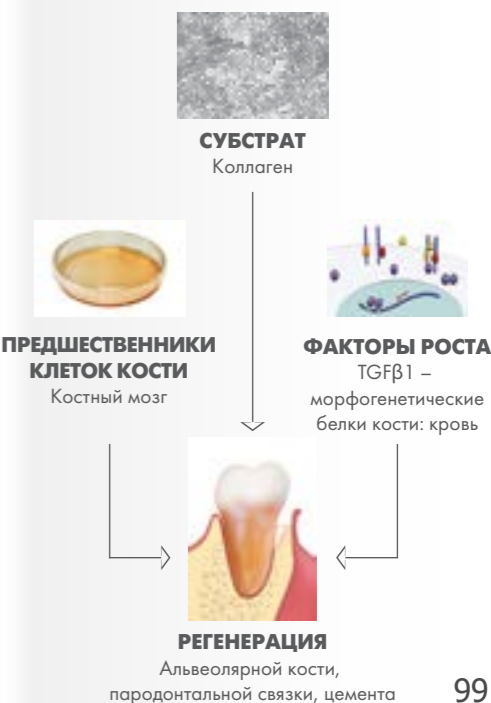 СУБСТРАТ
Коллаген
ПРЕДШЕСТВЕННИКИ
КЛЕТОК КОСТИ
Костный мозг
ФАКТОРЫ РОСТА
TGFβ1 –
морфогенетические
белки кости: кровь
РЕГЕНЕРАЦИЯ
Альвеолярной кости,
пародонтальной связки, цемента
99